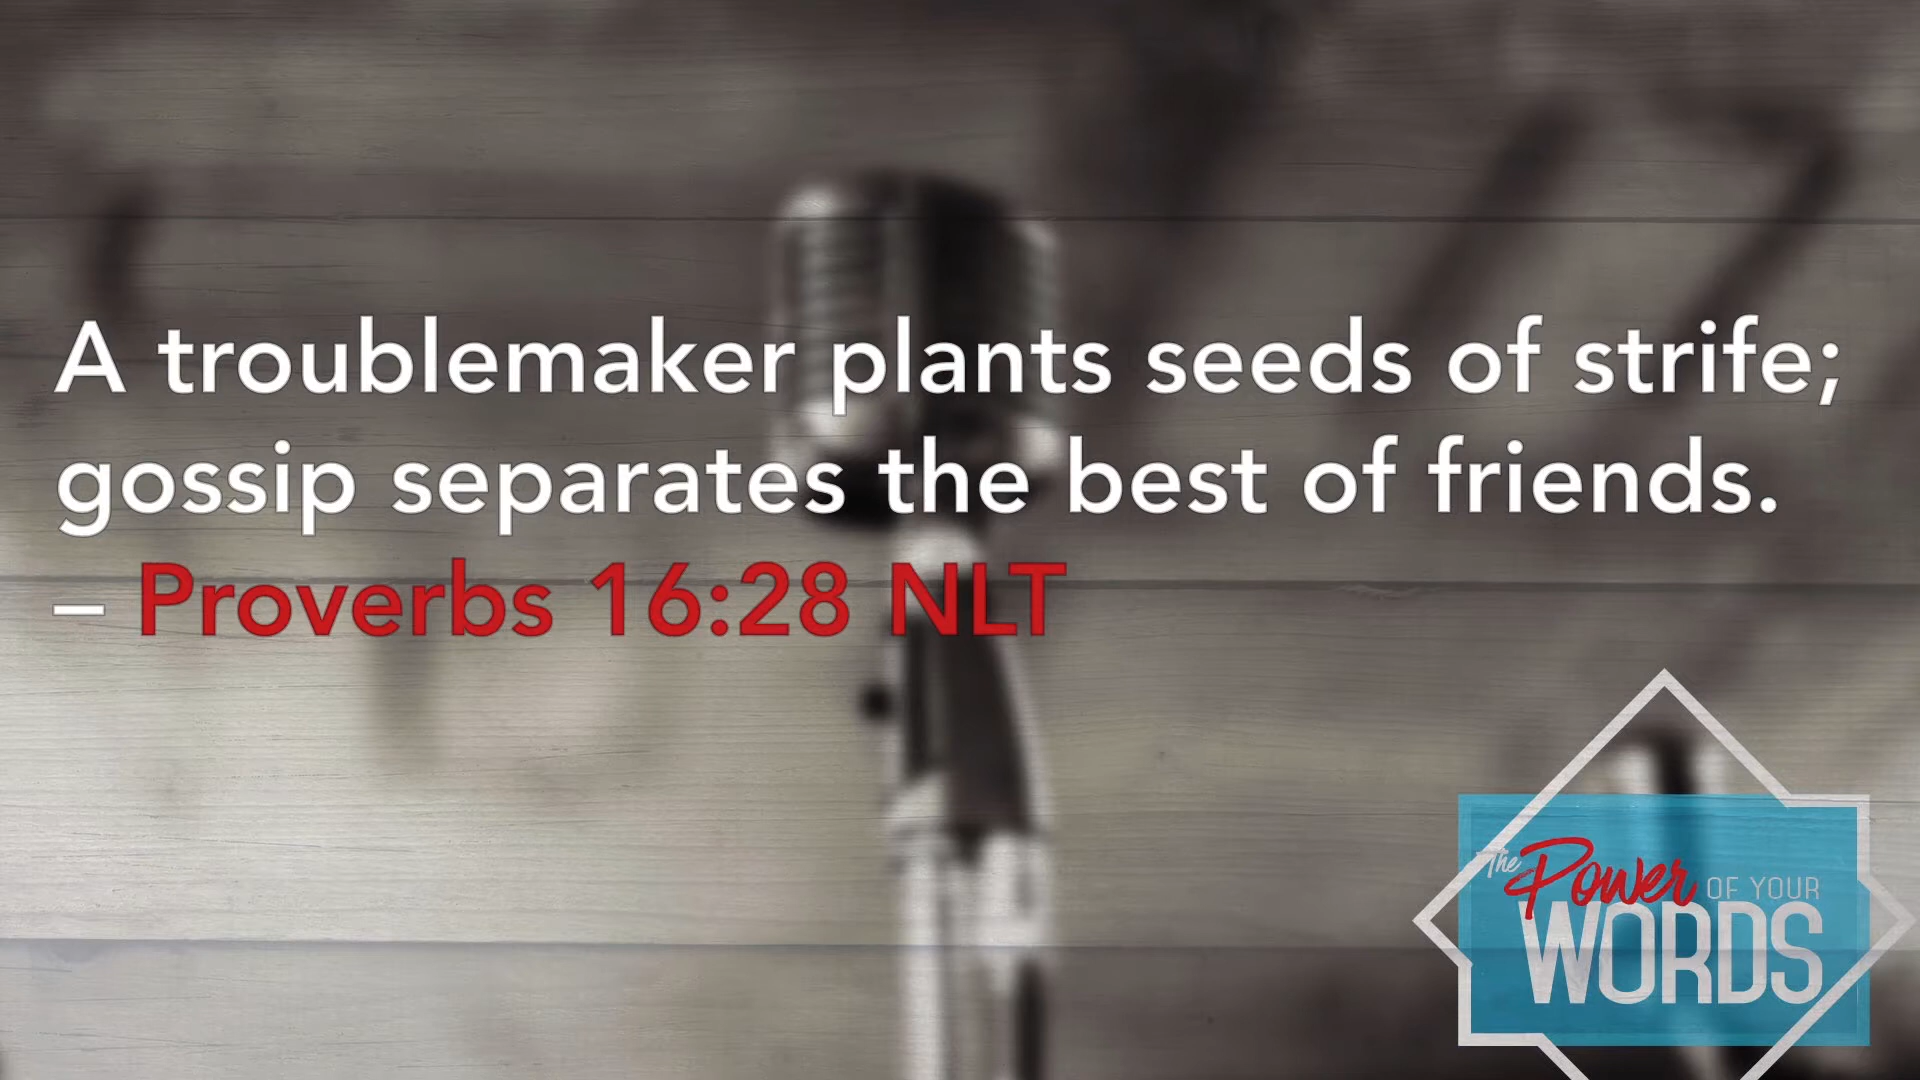 A troublemaker plants seeds of strife;
gossip separates the best of friends.
– Proverbs 16:28 NLT
The Power OF YOUR
WORDS